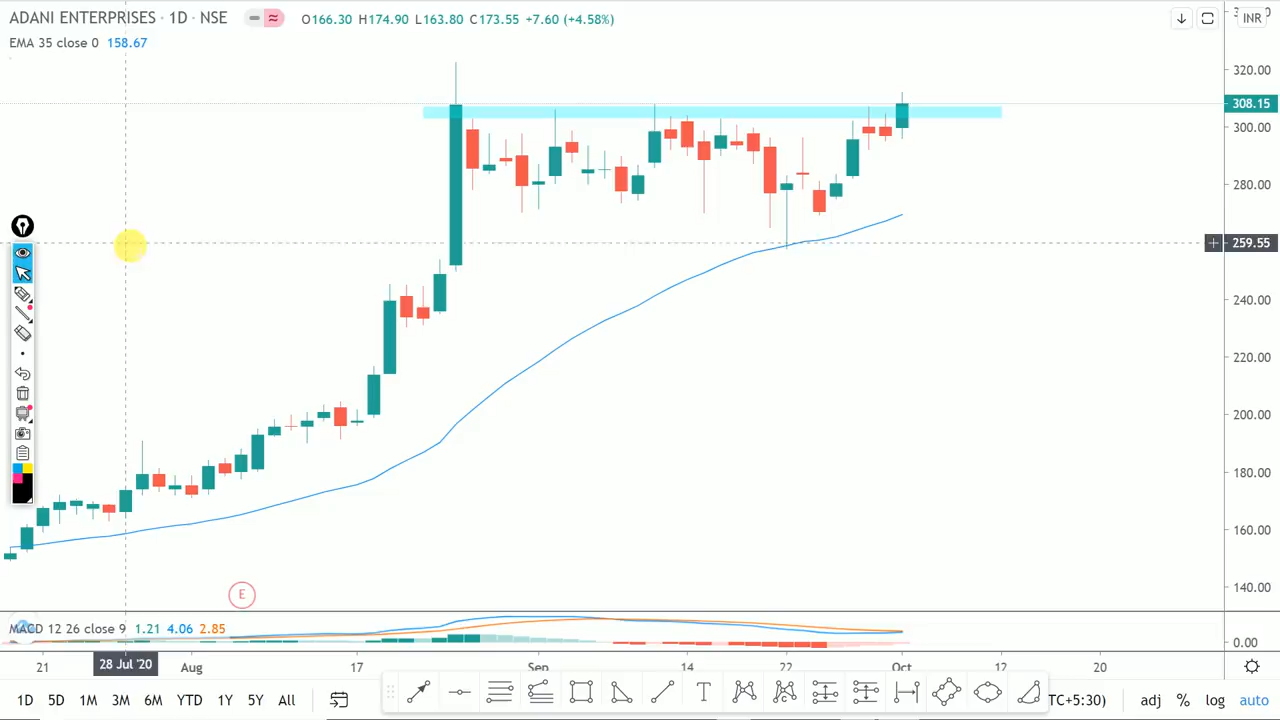 ADANI ENTERPRISES · 1D · NSE O166.30 H174.90 L163.80 C173.55 +7.60 (+4.58%) INR
EMA 35 close 0 158.67
320.00
308.15
300.00
280.00
259.55
240.00
220.00
200.00
180.00
160.00
140.00
E
MACD 12 26 close 9 1.21 4.06 2.85
0.00
21 28 Jul '20 Aug 17 Sep 14 22 Oct 12 20
1D 5D 1M 3M 6M YTD 1Y 5Y All T TC+5:30) adj % log auto